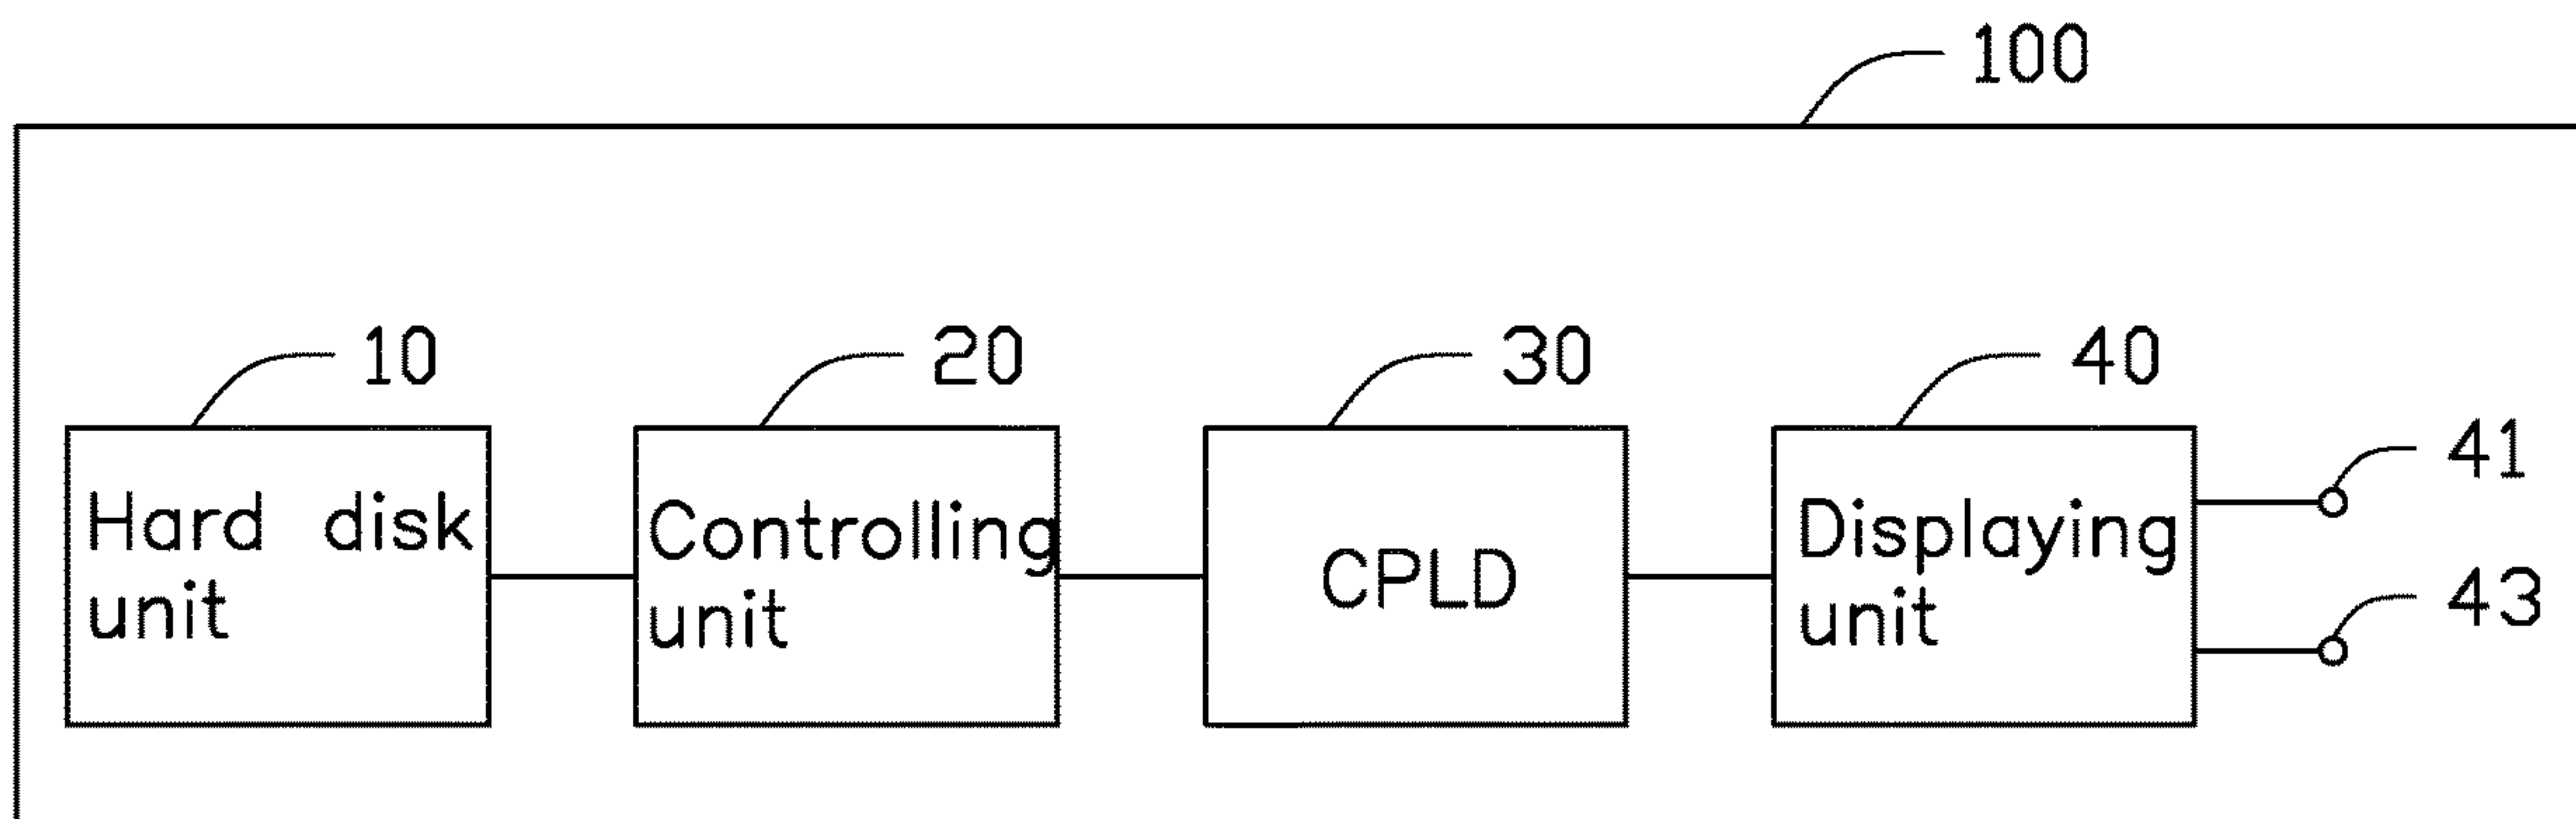 100
10
20
30
40
41
Hard disk
unit
Controlling
unit
CPLD
Displaying
unit
43